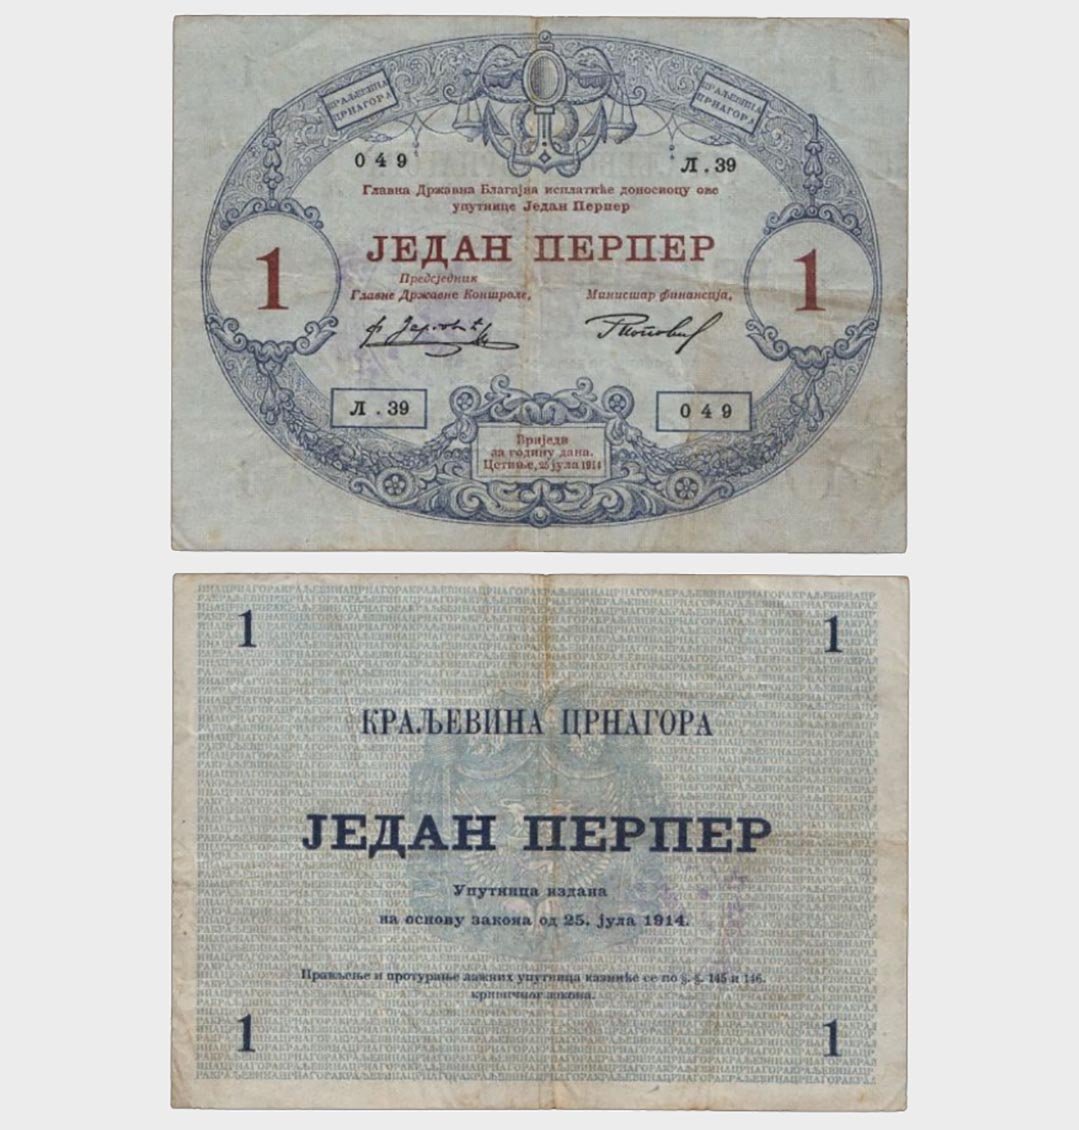 КРАЉЕВИНА
ЦРНАГОРА
КРАЉЕВИНА
ЦРНАГОРА
049
Л . 39
Главна Државна Благајна исплатиће доносиоцу ове
упутнице Један Перпер
ЈЕДАН ПЕРПЕР
1
1
Предсједник
Главне Државне Контроле,
Министар финансија,
Л . 39
049
Вриједи
за годину дана.
Цетиње, 25 јула 1914
1
1
КРАЉЕВИНА ЦРНАГОРА
ЈЕДАН ПЕРПЕР
Упутница издана
на основу закона од 25. јула 1914.
Прављење и протурање лажних упутница казниће се по §. §. 145 и 146.
кривичног закона.
1
1